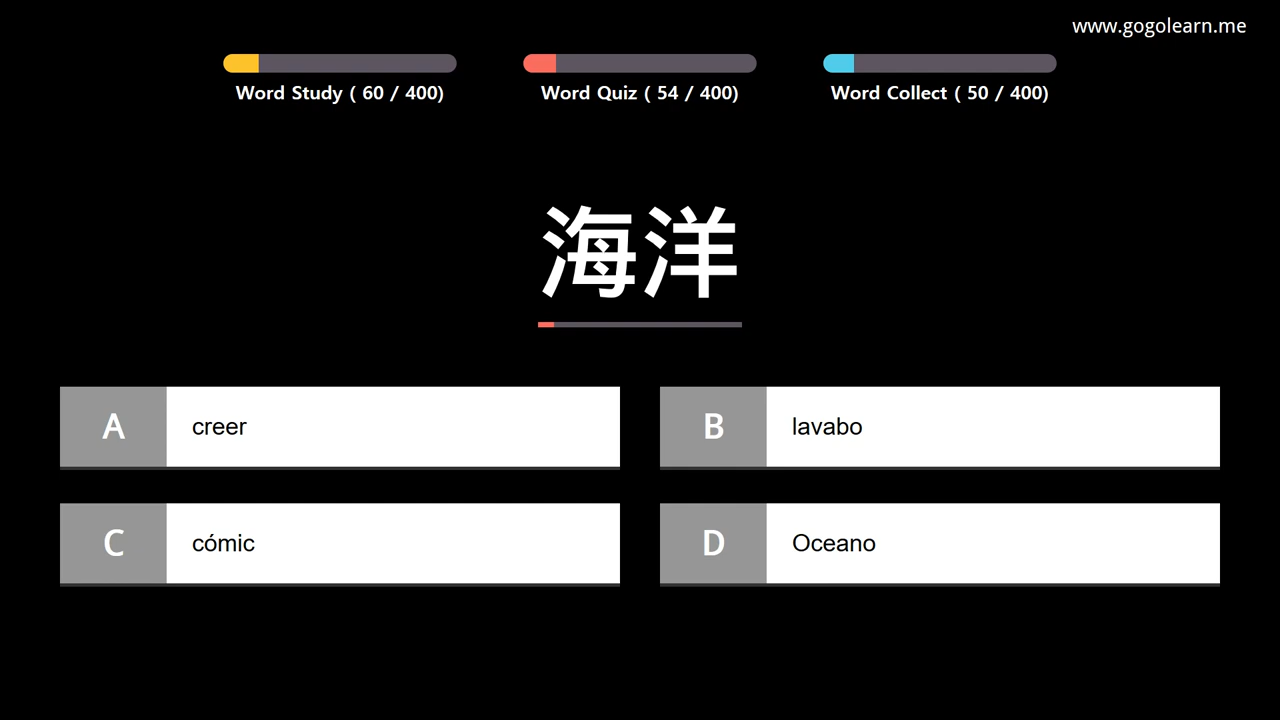 www.gogolearn.me
Word Study ( 60 / 400)
Word Quiz ( 54 / 400)
Word Collect ( 50 / 400)
海洋
A creer
B lavabo
C cómic
D Oceano